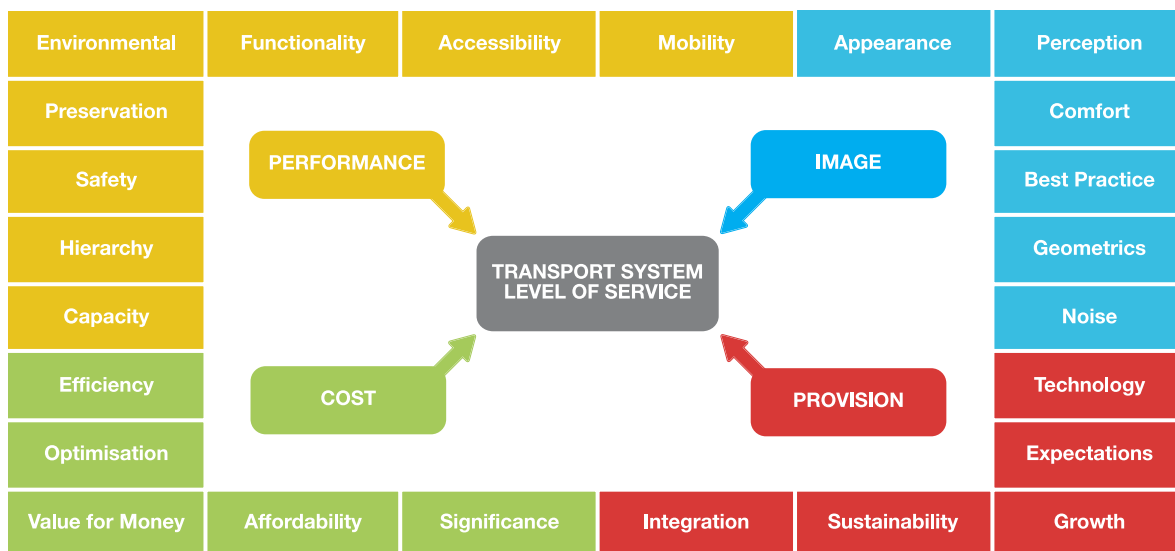 Environmental
Functionality
Accessibility
Mobility
Appearance
Perception
Preservation
Comfort
PERFORMANCE
IMAGE
Safety
Best Practice
Hierarchy
Geometrics
TRANSPORT SYSTEM
LEVEL OF SERVICE
Capacity
Noise
Efficiency
Technology
COST
PROVISION
Optimisation
Expectations
Value for Money
Affordability
Significance
Integration
Sustainability
Growth